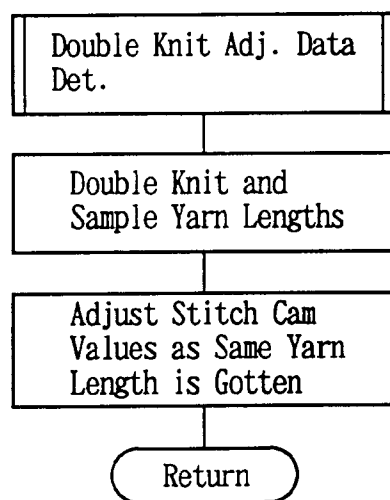 Double Knit Adj. Data
Det.
Double Knit and
Sample Yarn Lengths
Adjust Stitch Cam
Values as Same Yarn
Length is Gotten
Return